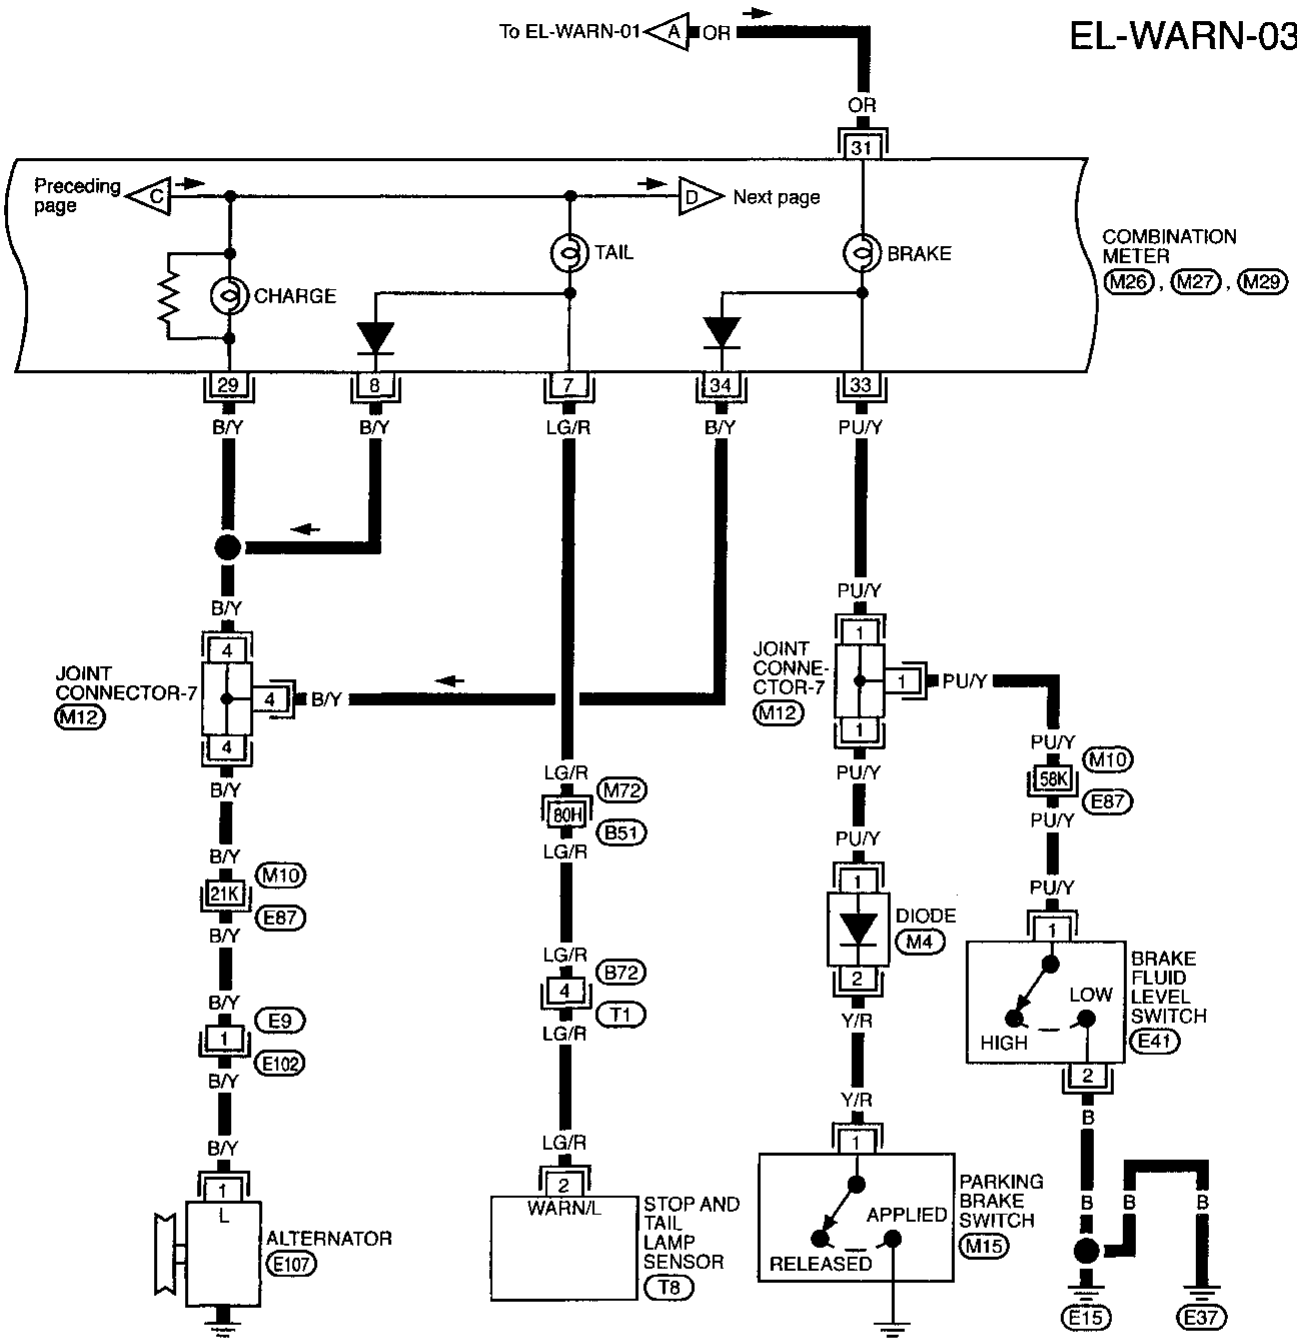 To EL-WARN-01 A OR
EL-WARN-03
OR
31
Preceding
page
C
D
Next page
TAIL
BRAKE
CHARGE
COMBINATION
METER
M26, M27, M29
29
8
7
34
33
B/Y
B/Y
LG/R
B/Y
PU/Y
B/Y
PU/Y
4
JOINT
CONNECTOR-7
M12
4
B/Y
4
B/Y
1
JOINT
CONNE-
CTOR-7
M12
1
PU/Y
1
PU/Y
PU/Y
58K
M10
E87
PU/Y
PU/Y
LG/R
80H
M72
B51
LG/R
B/Y
21K
M10
E87
B/Y
PU/Y
1
DIODE
M4
2
Y/R
1
BRAKE
FLUID
LEVEL
SWITCH
E41
LOW
HIGH
2
LG/R
4
B72
T1
LG/R
B/Y
1
E9
E102
B/Y
Y/R
1
PARKING
BRAKE
SWITCH
M15
APPLIED
RELEASED
B
B
B
B
E15
E37
B/Y
1
L
ALTERNATOR
E107
LG/R
2
WARN/L
STOP AND
TAIL
LAMP
SENSOR
T8